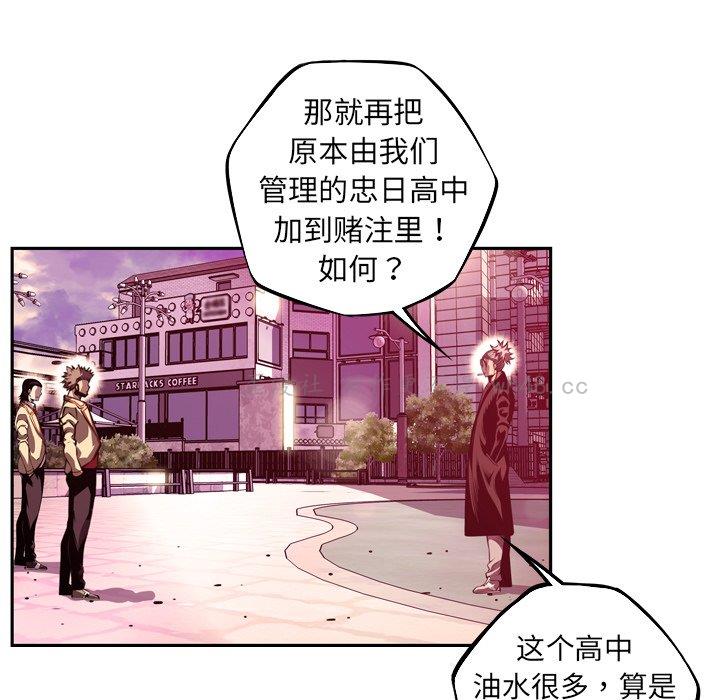 那就再把
原本由我们
管理的忠日高中
加到赌注里！
如何？
STARBACKS COFFEE
这个高中
油水很多，算是